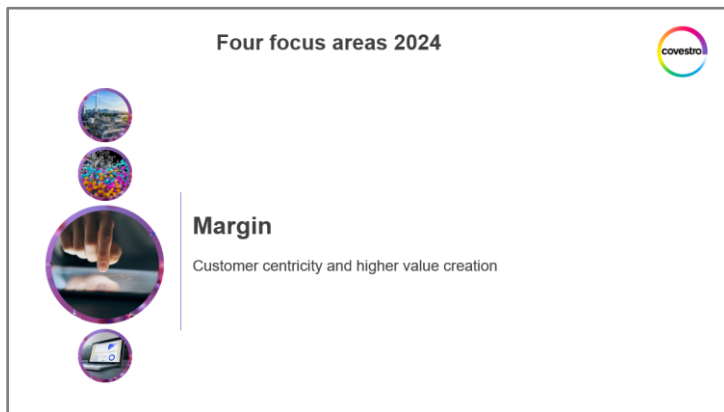 Four focus areas 2024
covestro
Margin
Customer centricity and higher value creation